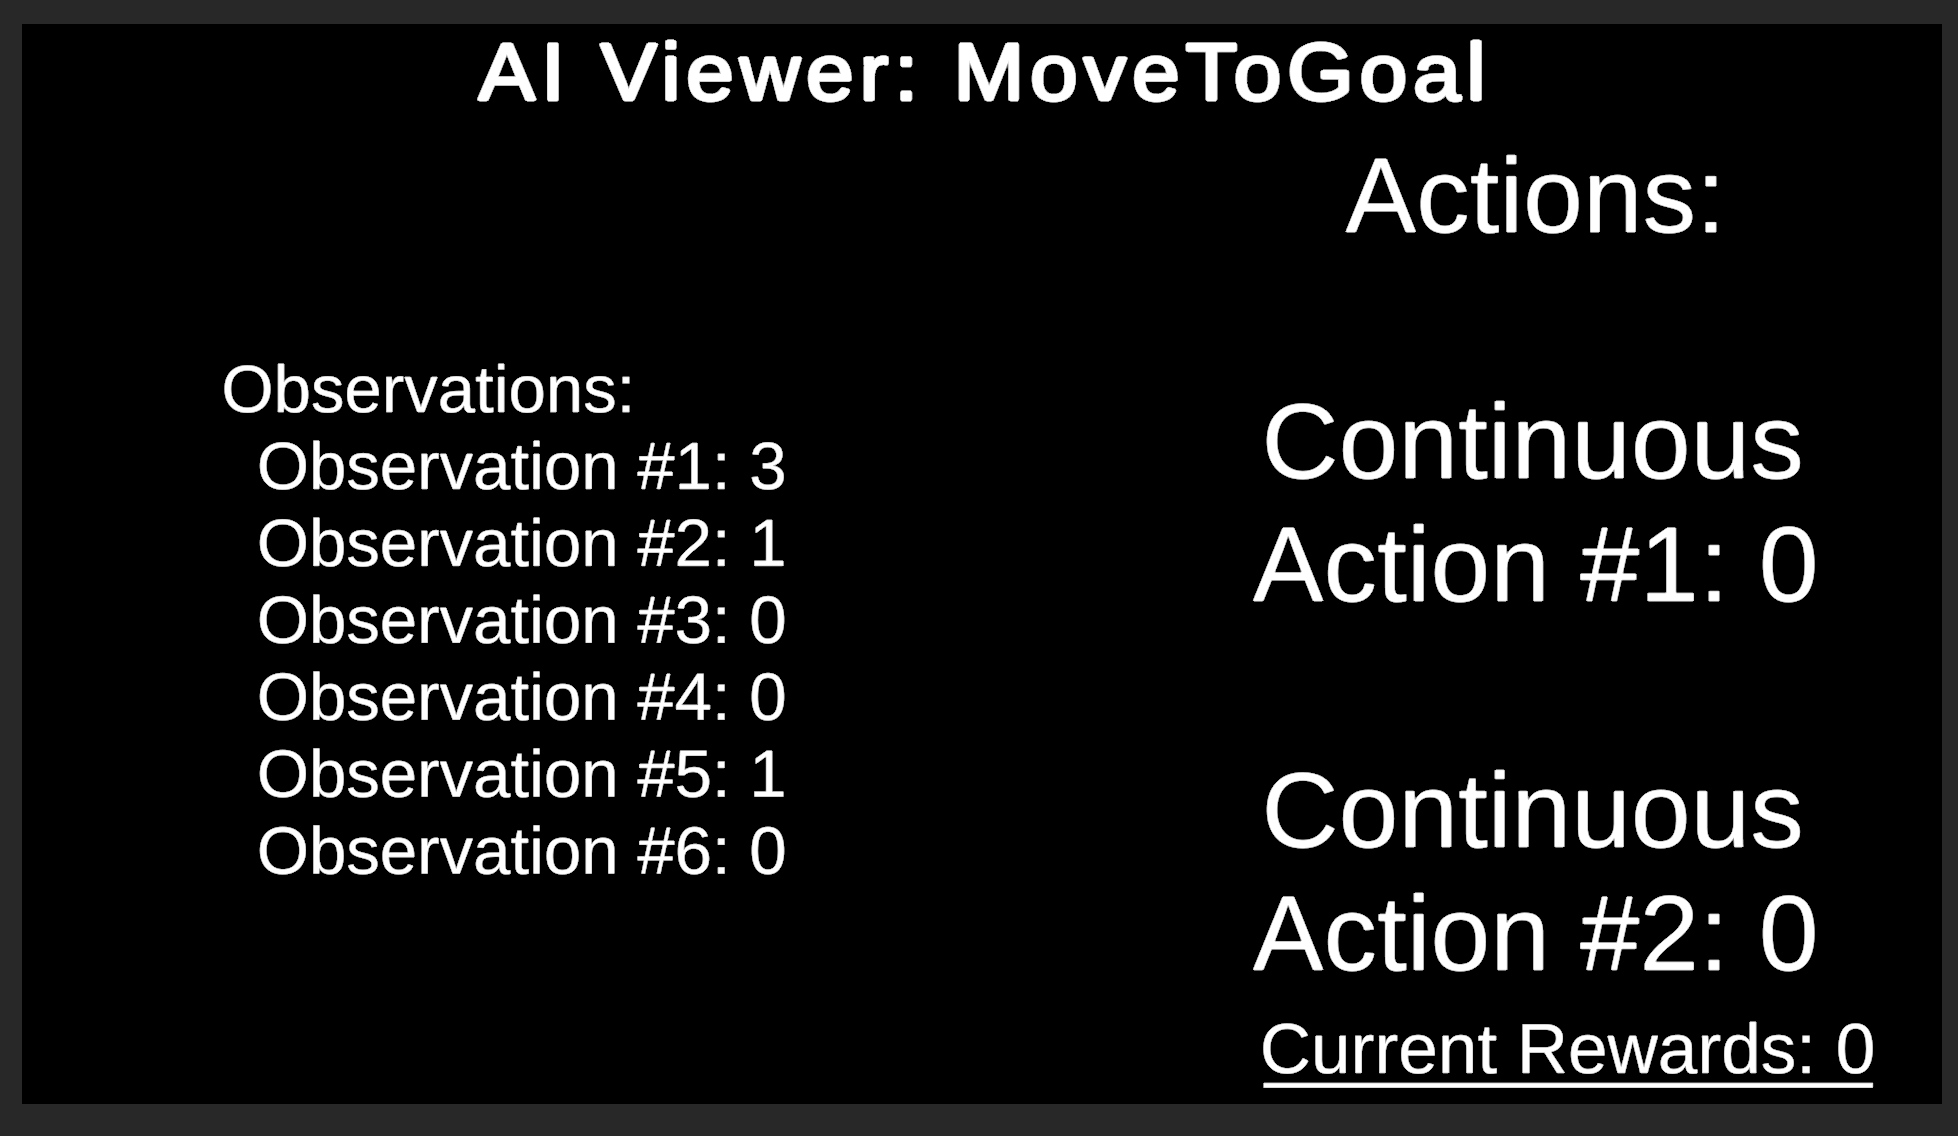 AI Viewer: MoveToGoal
Observations:
Observation #1: 3
Observation #2: 1
Observation #3: 0
Observation #4: 0
Observation #5: 1
Observation #6: 0
Actions:
Continuous
Action #1: 0
Continuous
Action #2: 0
Current Rewards: 0